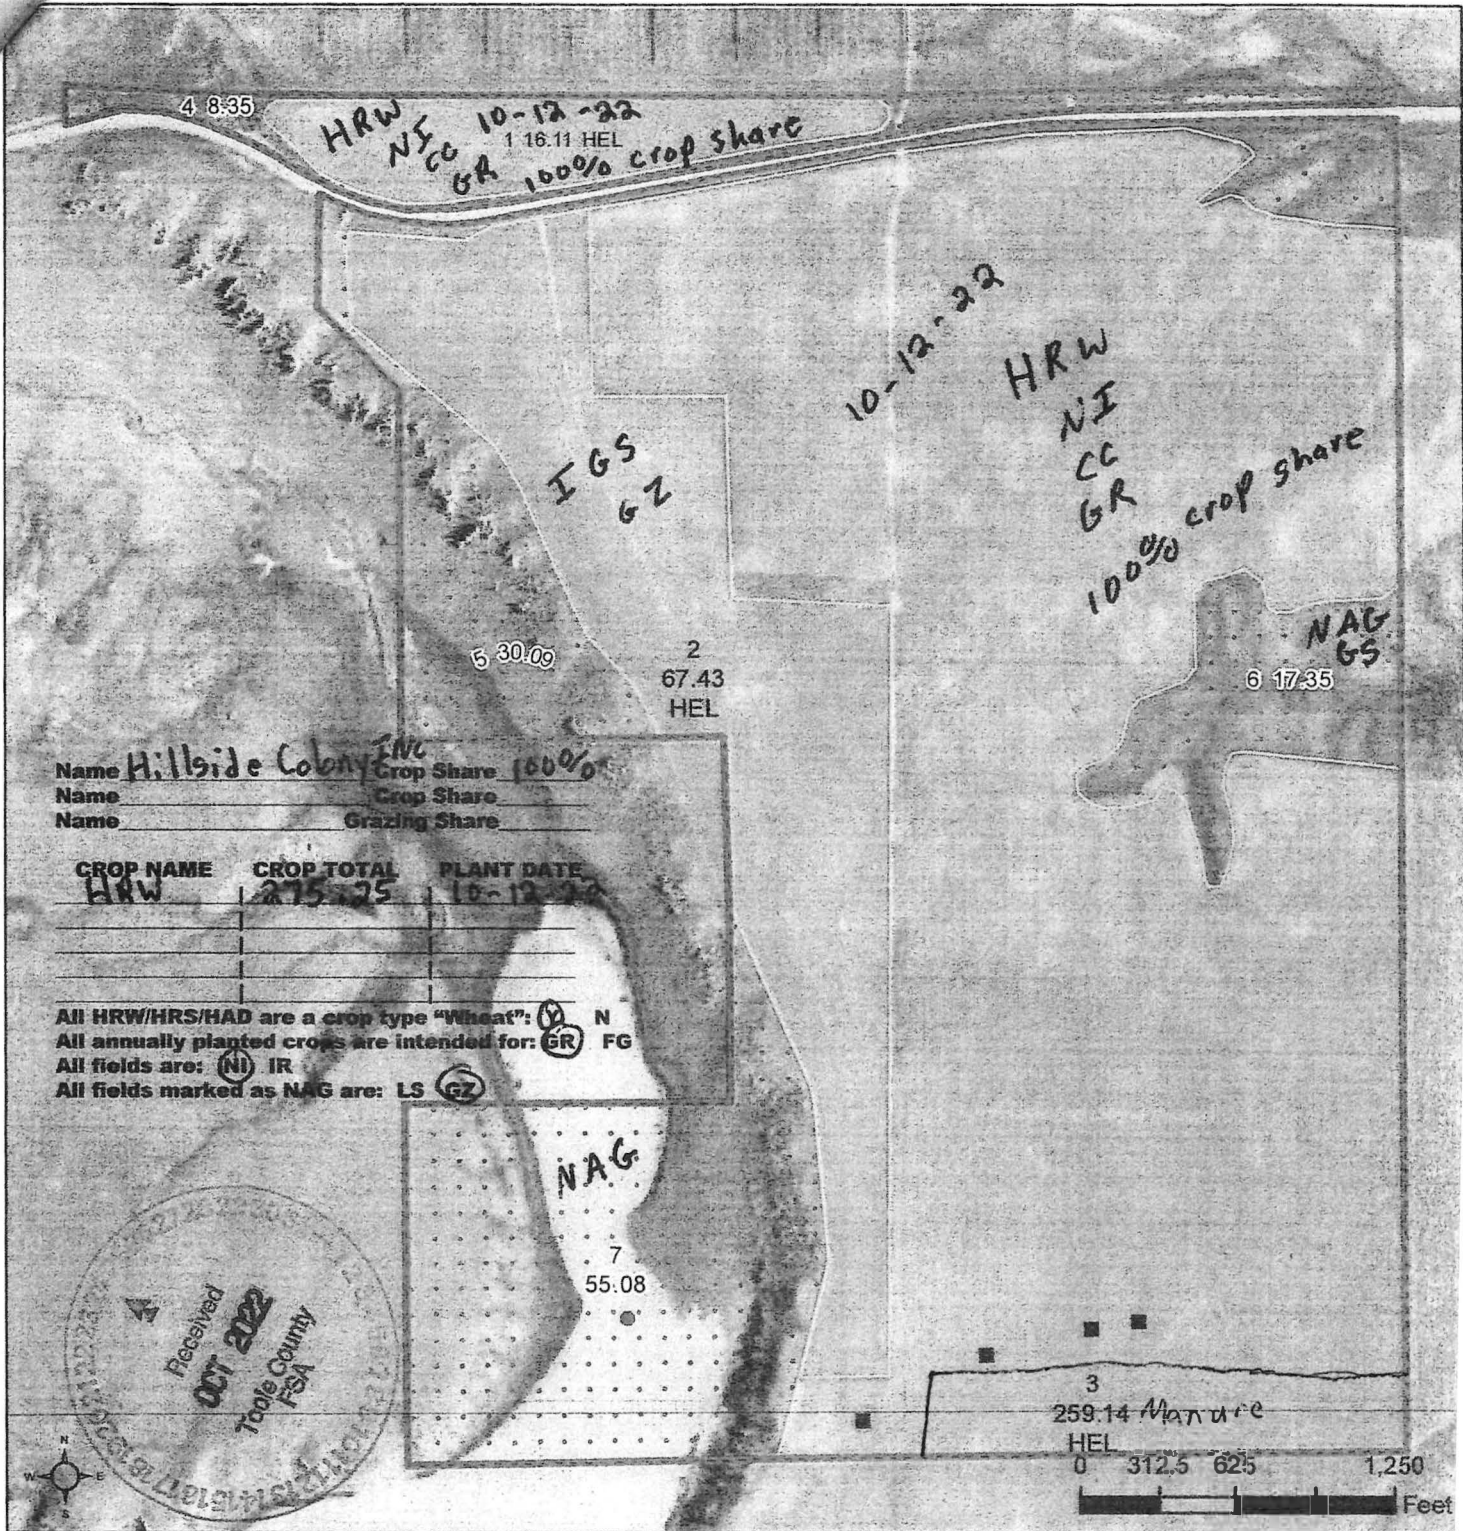 4 8.35
HRW
NI
CC
GR
10-12-22
1 16.11 HEL
100% crop share
10-12-22
HRW
NI
CC
GR
100% crop share
IGS
GZ
NAG
GS
6 17.35
5 30.09
2
67.43
HEL
Name Hillside Colony INC Crop Share 100%
Name Crop Share
Name Grazing Share
CROP NAME CROP TOTAL PLANT DATE
HRW 275.25 10-12-22
All HRW/HRS/HAD are a crop type "Wheat": Y N
All annually planted crops are intended for: GR FG
All fields are: NI IR
All fields marked as NAG are: LS GZ
NAG
7
55.08
Received
OCT 2022
Toole County
FSA
3
259.14 Manure
HEL
N
W E
S
0 312.5 625 1,250
Feet